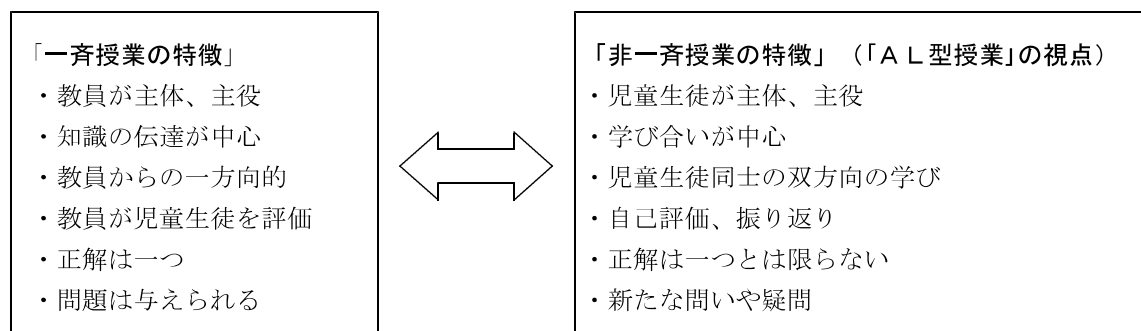 「一斉授業の特徴」
・教員が主体、主役
・知識の伝達が中心
・教員からの一方向的
・教員が児童生徒を評価
・正解は一つ
・問題は与えられる
「非一斉授業の特徴」（「ＡＬ型授業」の視点）
・児童生徒が主体、主役
・学び合いが中心
・児童生徒同士の双方向の学び
・自己評価、振り返り
・正解は一つとは限らない
・新たな問いや疑問